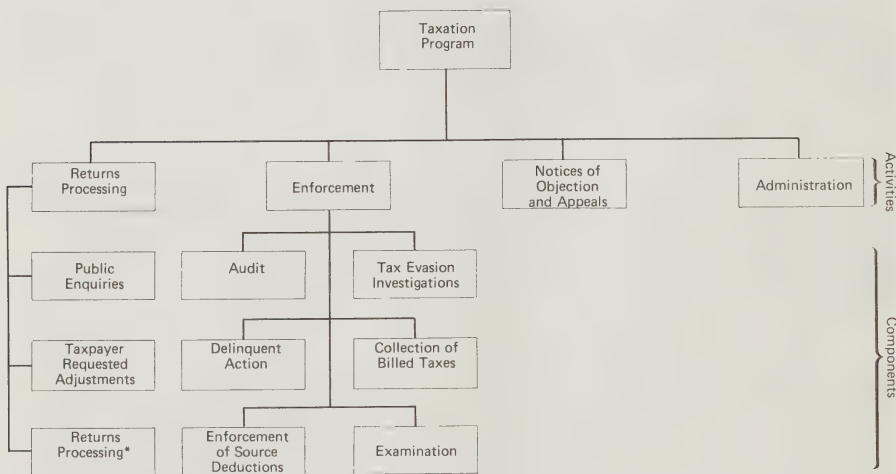 Taxation
Program
Returns
Processing
Enforcement
Notices of
Objection
and Appeals
Administration
Activities
Public
Enquiries
Audit
Tax Evasion
Investigations
Taxpayer
Requested
Adjustments
Delinquent
Action
Collection of
Billed Taxes
Returns
Processing*
Enforcement
of Source
Deductions
Examination
Components